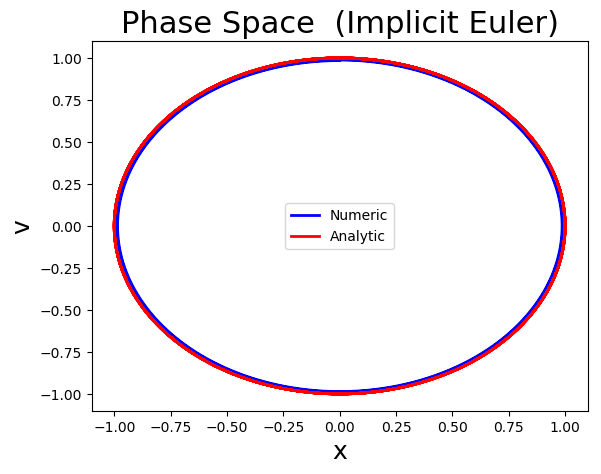 Phase Space  (Implicit Euler)
1.00
0.75
0.50
0.25
0.00
−0.25
−0.50
−0.75
−1.00
v
Numeric
Analytic
−1.00 −0.75 −0.50 −0.25 0.00 0.25 0.50 0.75 1.00
x